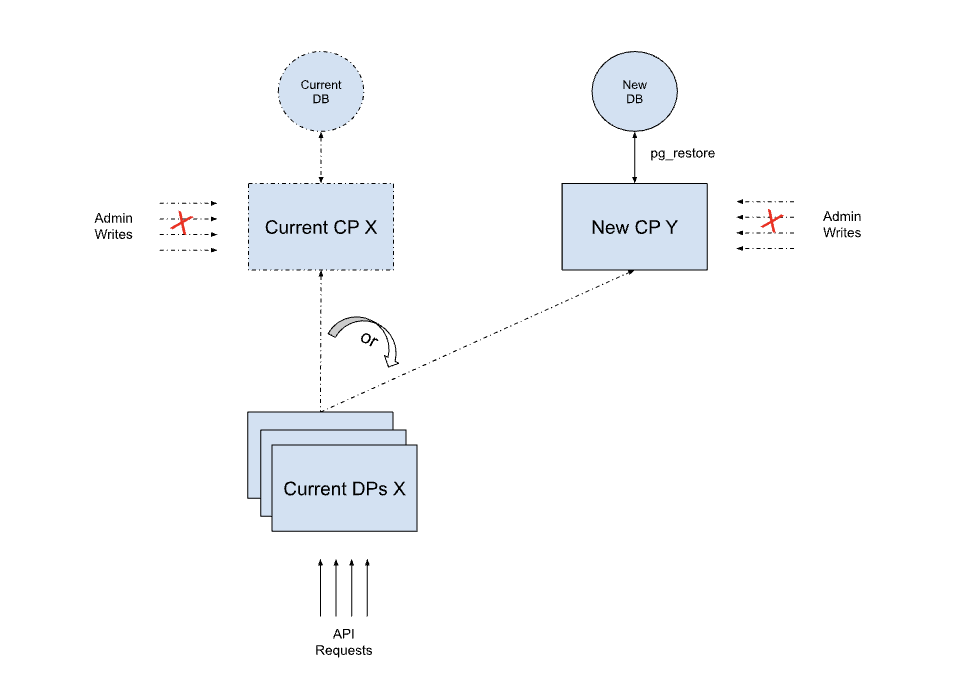 Current
DB
New
DB
pg_restore
Admin
Writes
Current CP X
New CP Y
Admin
Writes
or
Current DPs X
API
Requests